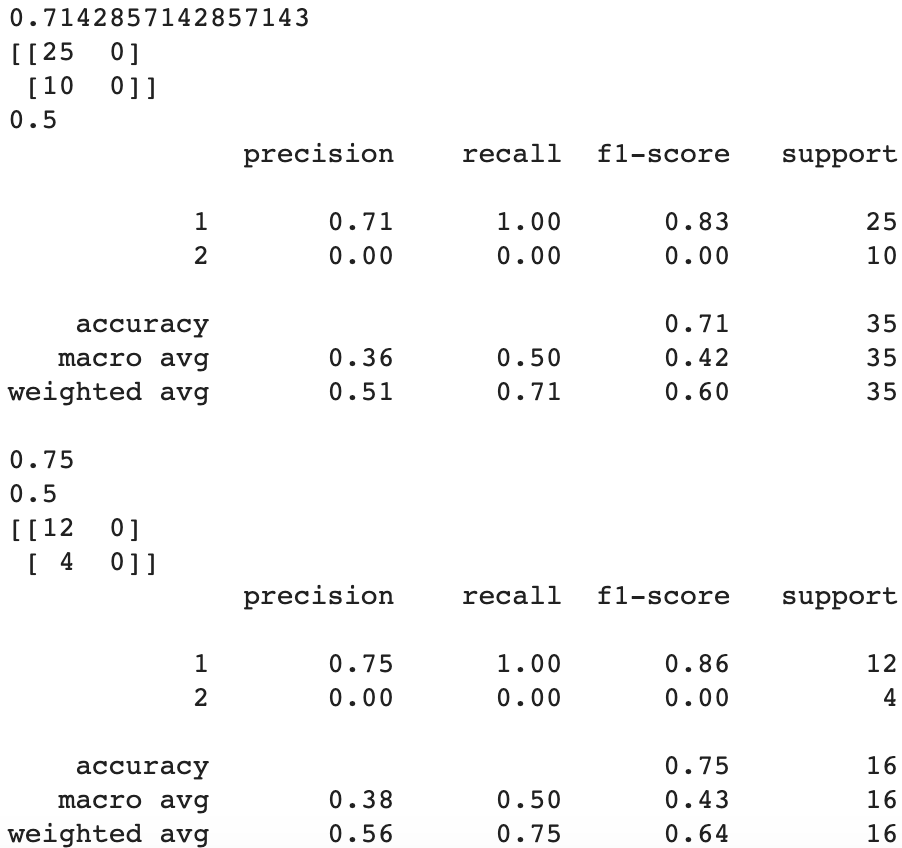 0.7142857142857143
[[25  0]
 [10  0]]
0.5
              precision    recall  f1-score   support

           1       0.71      1.00      0.83        25
           2       0.00      0.00      0.00        10

    accuracy                           0.71        35
   macro avg       0.36      0.50      0.42        35
weighted avg       0.51      0.71      0.60        35

0.75
0.5
[[12  0]
 [ 4  0]]
              precision    recall  f1-score   support

           1       0.75      1.00      0.86        12
           2       0.00      0.00      0.00         4

    accuracy                           0.75        16
   macro avg       0.38      0.50      0.43        16
weighted avg       0.56      0.75      0.64        16